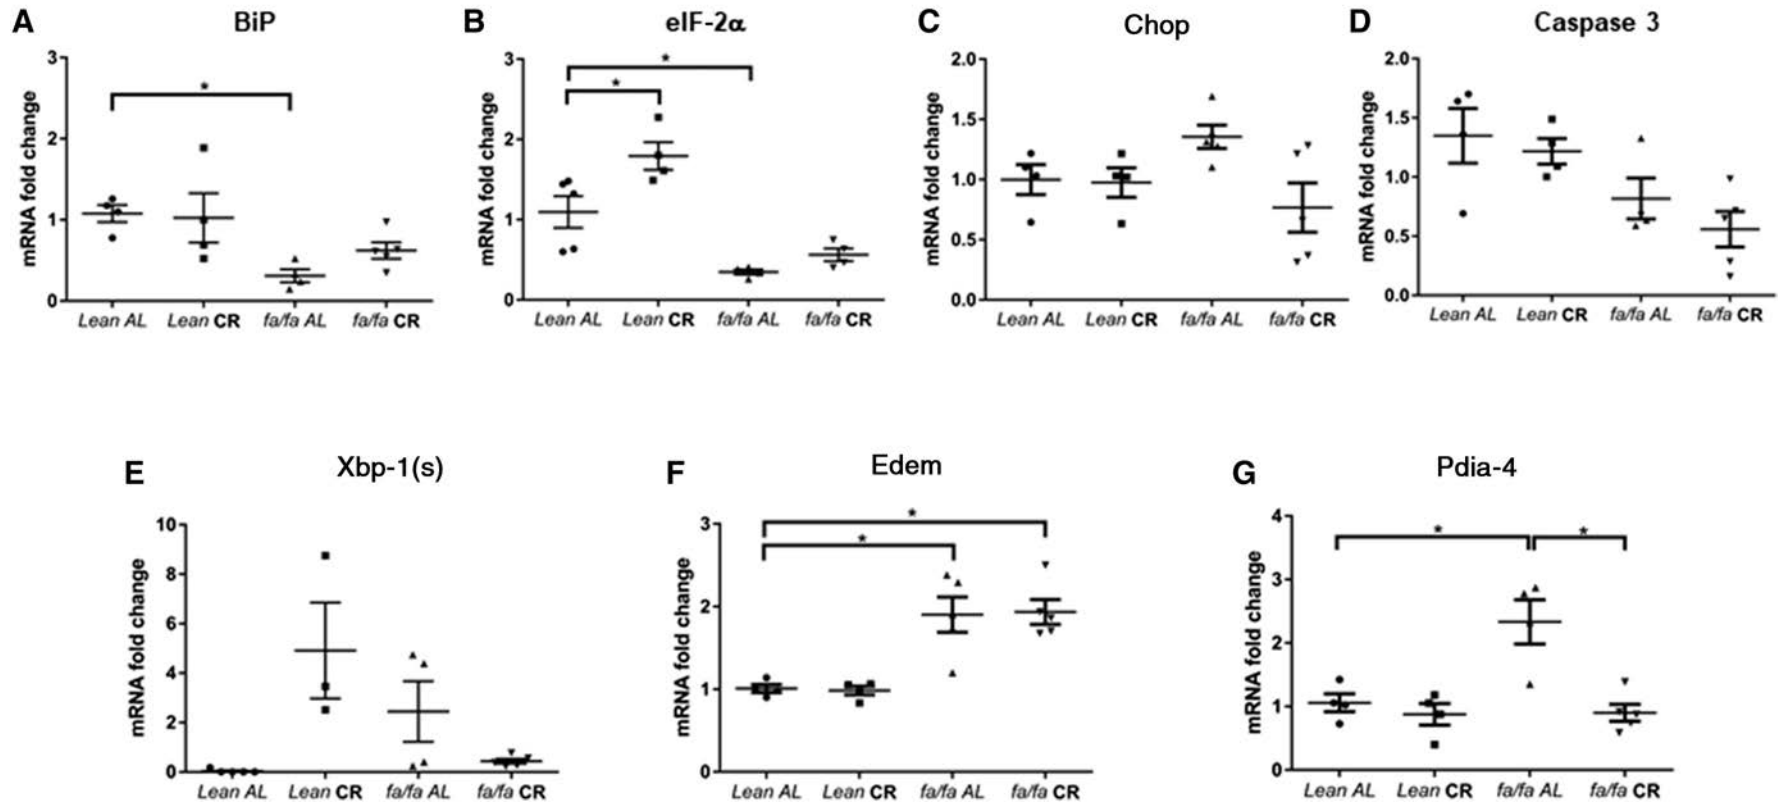 A BiP
mRNA fold change
3
2
1
0
*
Lean AL Lean CR fa/fa AL fa/fa CR
B eIF-2α
mRNA fold change
3
2
1
0
*
*
Lean AL Lean CR fa/fa AL fa/fa CR
C Chop
mRNA fold change
2.0
1.5
1.0
0.5
0.0
Lean AL Lean CR fa/fa AL fa/fa CR
D Caspase 3
mRNA fold change
2.0
1.5
1.0
0.5
0.0
Lean AL Lean CR fa/fa AL fa/fa CR
E Xbp-1(s)
mRNA fold change
10
8
6
4
2
0
Lean AL Lean CR fa/fa AL fa/fa CR
F Edem
mRNA fold change
3
2
1
0
*
*
Lean AL Lean CR fa/fa AL fa/fa CR
G Pdia-4
mRNA fold change
4
3
2
1
0
* *
Lean AL Lean CR fa/fa AL fa/fa CR